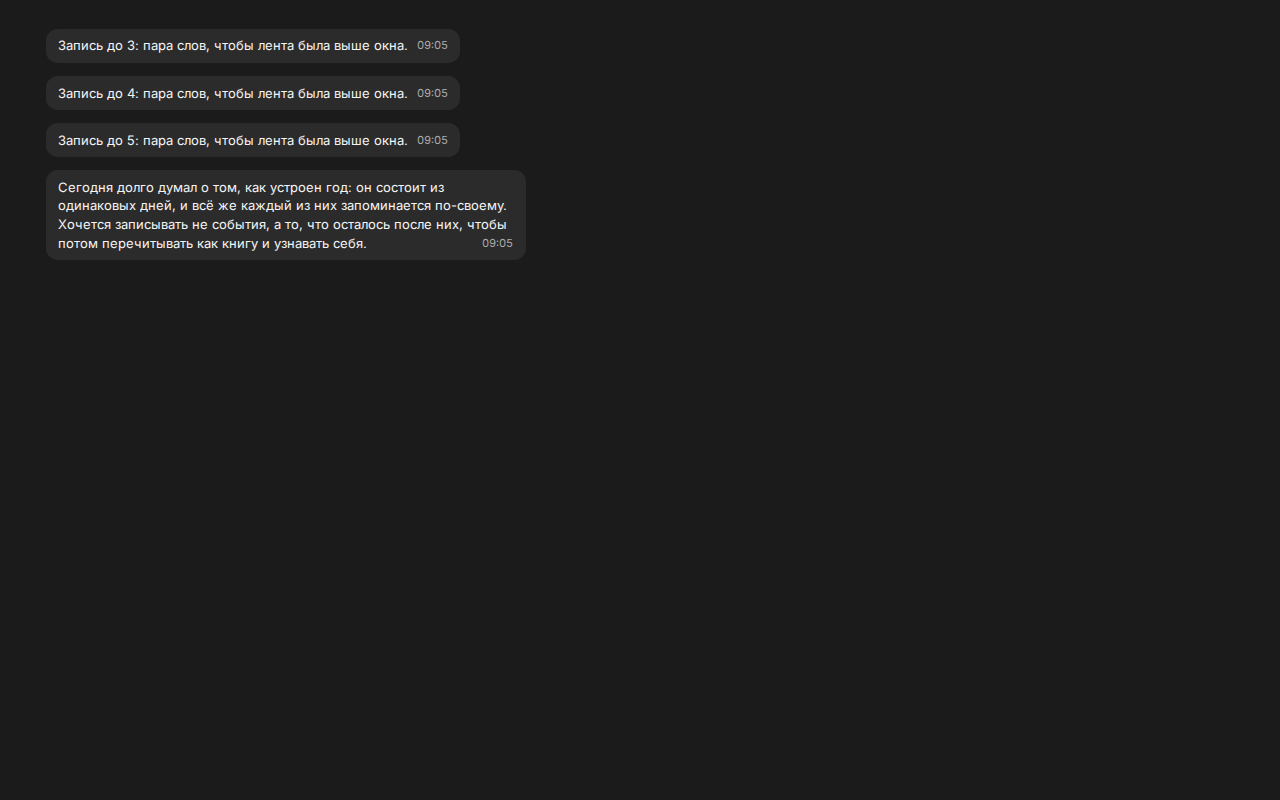 Запись до 3: пара слов, чтобы лента была выше окна. 09:05
Запись до 4: пара слов, чтобы лента была выше окна. 09:05
Запись до 5: пара слов, чтобы лента была выше окна. 09:05
Сегодня долго думал о том, как устроен год: он состоит из
одинаковых дней, и всё же каждый из них запоминается по-своему.
Хочется записывать не события, а то, что осталось после них, чтобы
потом перечитывать как книгу и узнавать себя. 09:05